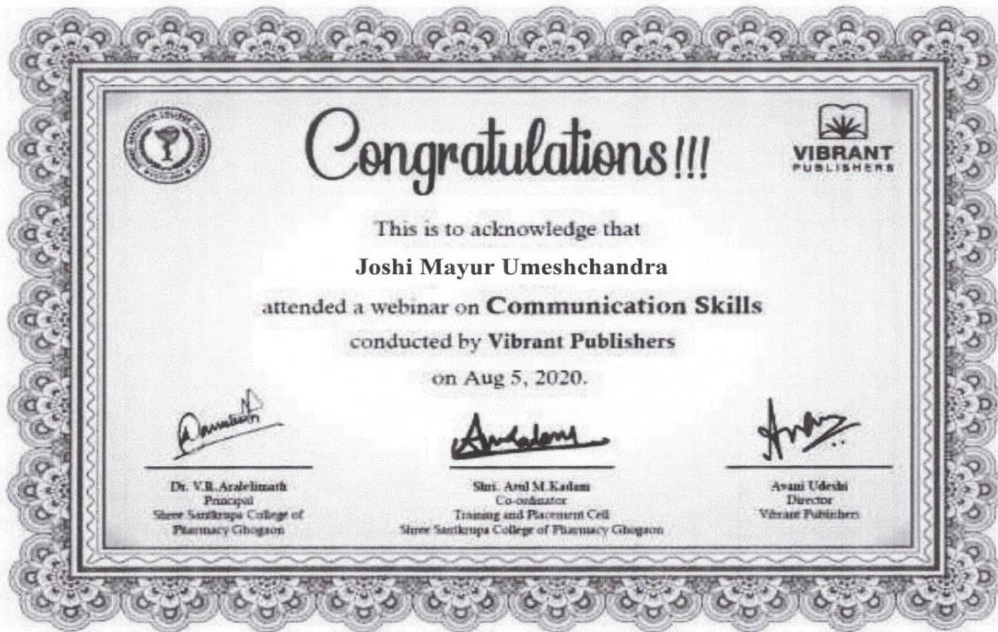 Congratulations!!!
VIBRANT
PUBLISHERS
This is to acknowledge that
Joshi Mayur Umeshchandra
attended a webinar on Communication Skills
conducted by Vibrant Publishers
on Aug 5, 2020.
Dr. V.R. Aralelimath
Principal
Shree Santkrupa College of
Pharmacy Ghogaon
Shri. Amol M. Kadam
Co-ordinator
Training and Placement Cell
Shree Santkrupa College of Pharmacy Ghogaon
Avani Udeshi
Director
Vibrant Publishers